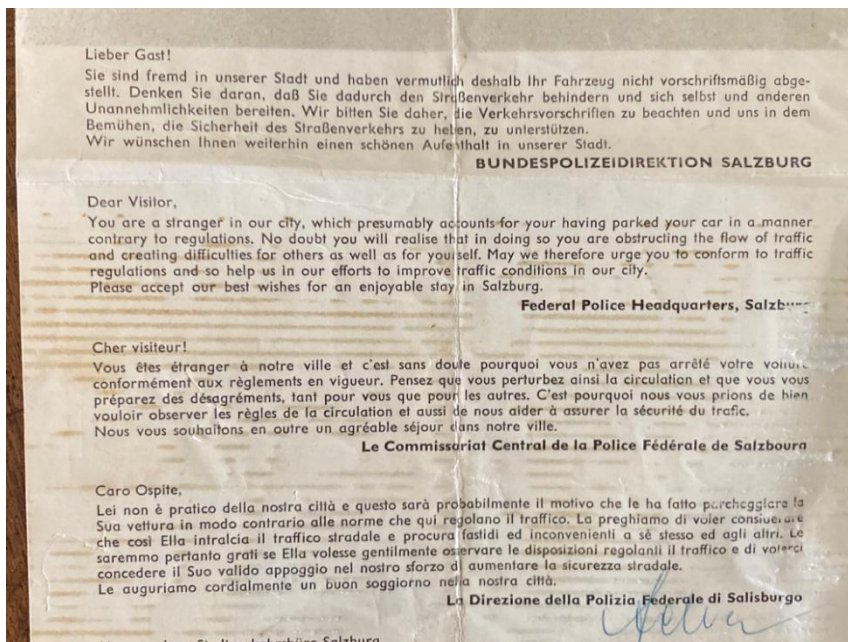 Lieber Gast!
Sie sind fremd in unserer Stadt und haben vermutlich deshalb Ihr Fahrzeug nicht vorschriftsmäßig abge-
stellt. Denken Sie daran, daß Sie dadurch den Straßenverkehr behindern und sich selbst und anderen
Unannehmlichkeiten bereiten. Wir bitten Sie daher, die Verkehrsvorschriften zu beachten und uns in dem
Bemühen, die Sicherheit des Straßenverkehrs zu heben, zu unterstützen.
Wir wünschen Ihnen weiterhin einen schönen Aufenthalt in unserer Stadt.
BUNDESPOLIZEIDIREKTION SALZBURG
Dear Visitor,
You are a stranger in our city, which presumably accounts for your having parked your car in a manner
contrary to regulations. No doubt you will realise that in doing so you are obstructing the flow of traffic
and creating difficulties for others as well as for yourself. May we therefore urge you to conform to traffic
regulations and so help us in our efforts to improve traffic conditions in our city.
Please accept our best wishes for an enjoyable stay in Salzburg.
Federal Police Headquarters, Salzburg
Cher visiteur!
Vous êtes étranger à notre ville et c'est sans doute pourquoi vous n'avez pas arrêté votre voiture
conformément aux règlements en vigueur. Pensez que vous perturbez ainsi la circulation et que vous vous
préparez des désagréments, tant pour vous que pour les autres. C'est pourquoi nous vous prions de bien
vouloir observer les règles de la circulation et aussi de nous aider à assurer la sécurité du trafic.
Nous vous souhaitons en outre un agréable séjour dans notre ville.
Le Commissariat Central de la Police Fédérale de Salzbourg
Caro Ospite,
Lei non è pratico della nostra città e questo sarà probabilmente il motivo che le ha fatto parcheggiare la
Sua vettura in modo contrario alle norme che qui regolano il traffico. La preghiamo di voler considerare
che così Ella intralcia il traffico stradale e procura fastidi ed inconvenienti a sè stesso ed agli altri. Le
saremmo pertanto grati se Ella volesse gentilmente osservare le disposizioni regolanti il traffico e di volerci
concedere il Suo valido appoggio nel nostro sforzo di aumentare la sicurezza stradale.
Le auguriamo cordialmente un buon soggiorno nella nostra città.
La Direzione della Polizia Federale di Salisburgo
Salzburg